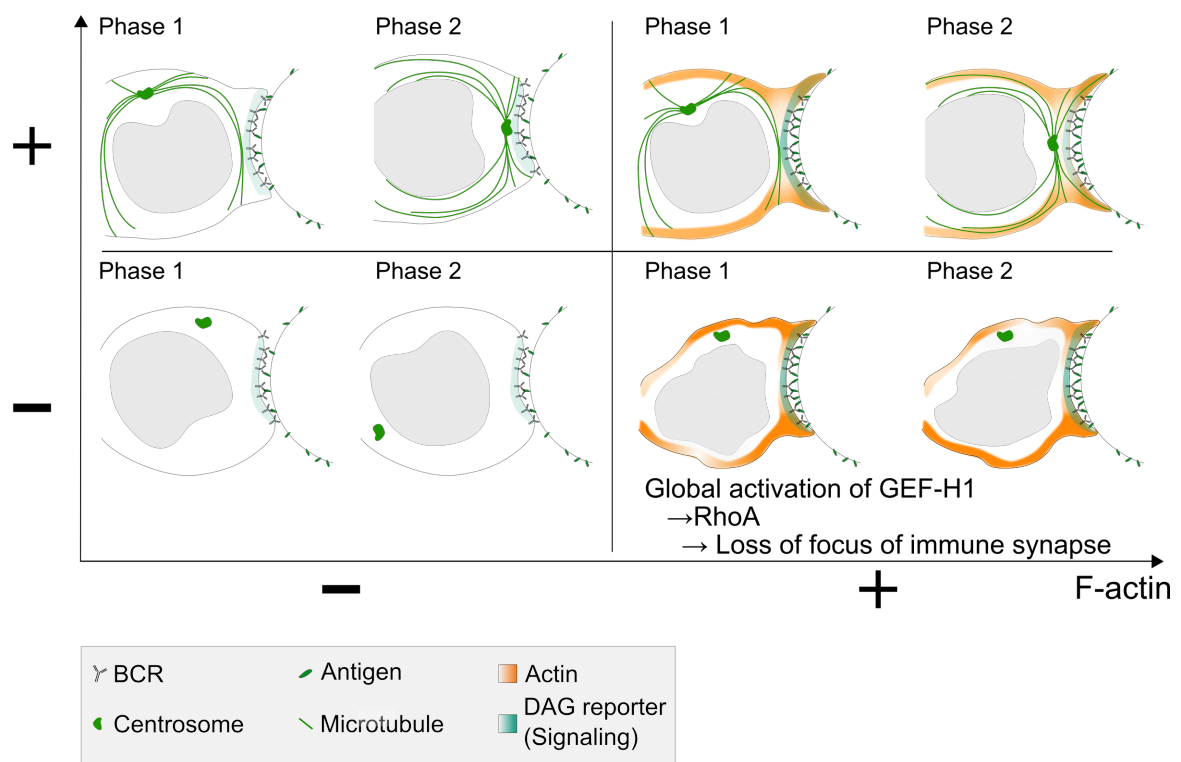 Phase 1
Phase 2
Phase 1
Phase 2
+
Phase 1
Phase 2
Phase 1
Phase 2
−
Global activation of GEF-H1
→RhoA
→ Loss of focus of immune synapse
−
+
F-actin
BCR
Antigen
Actin
Centrosome
Microtubule
DAG reporter
(Signaling)